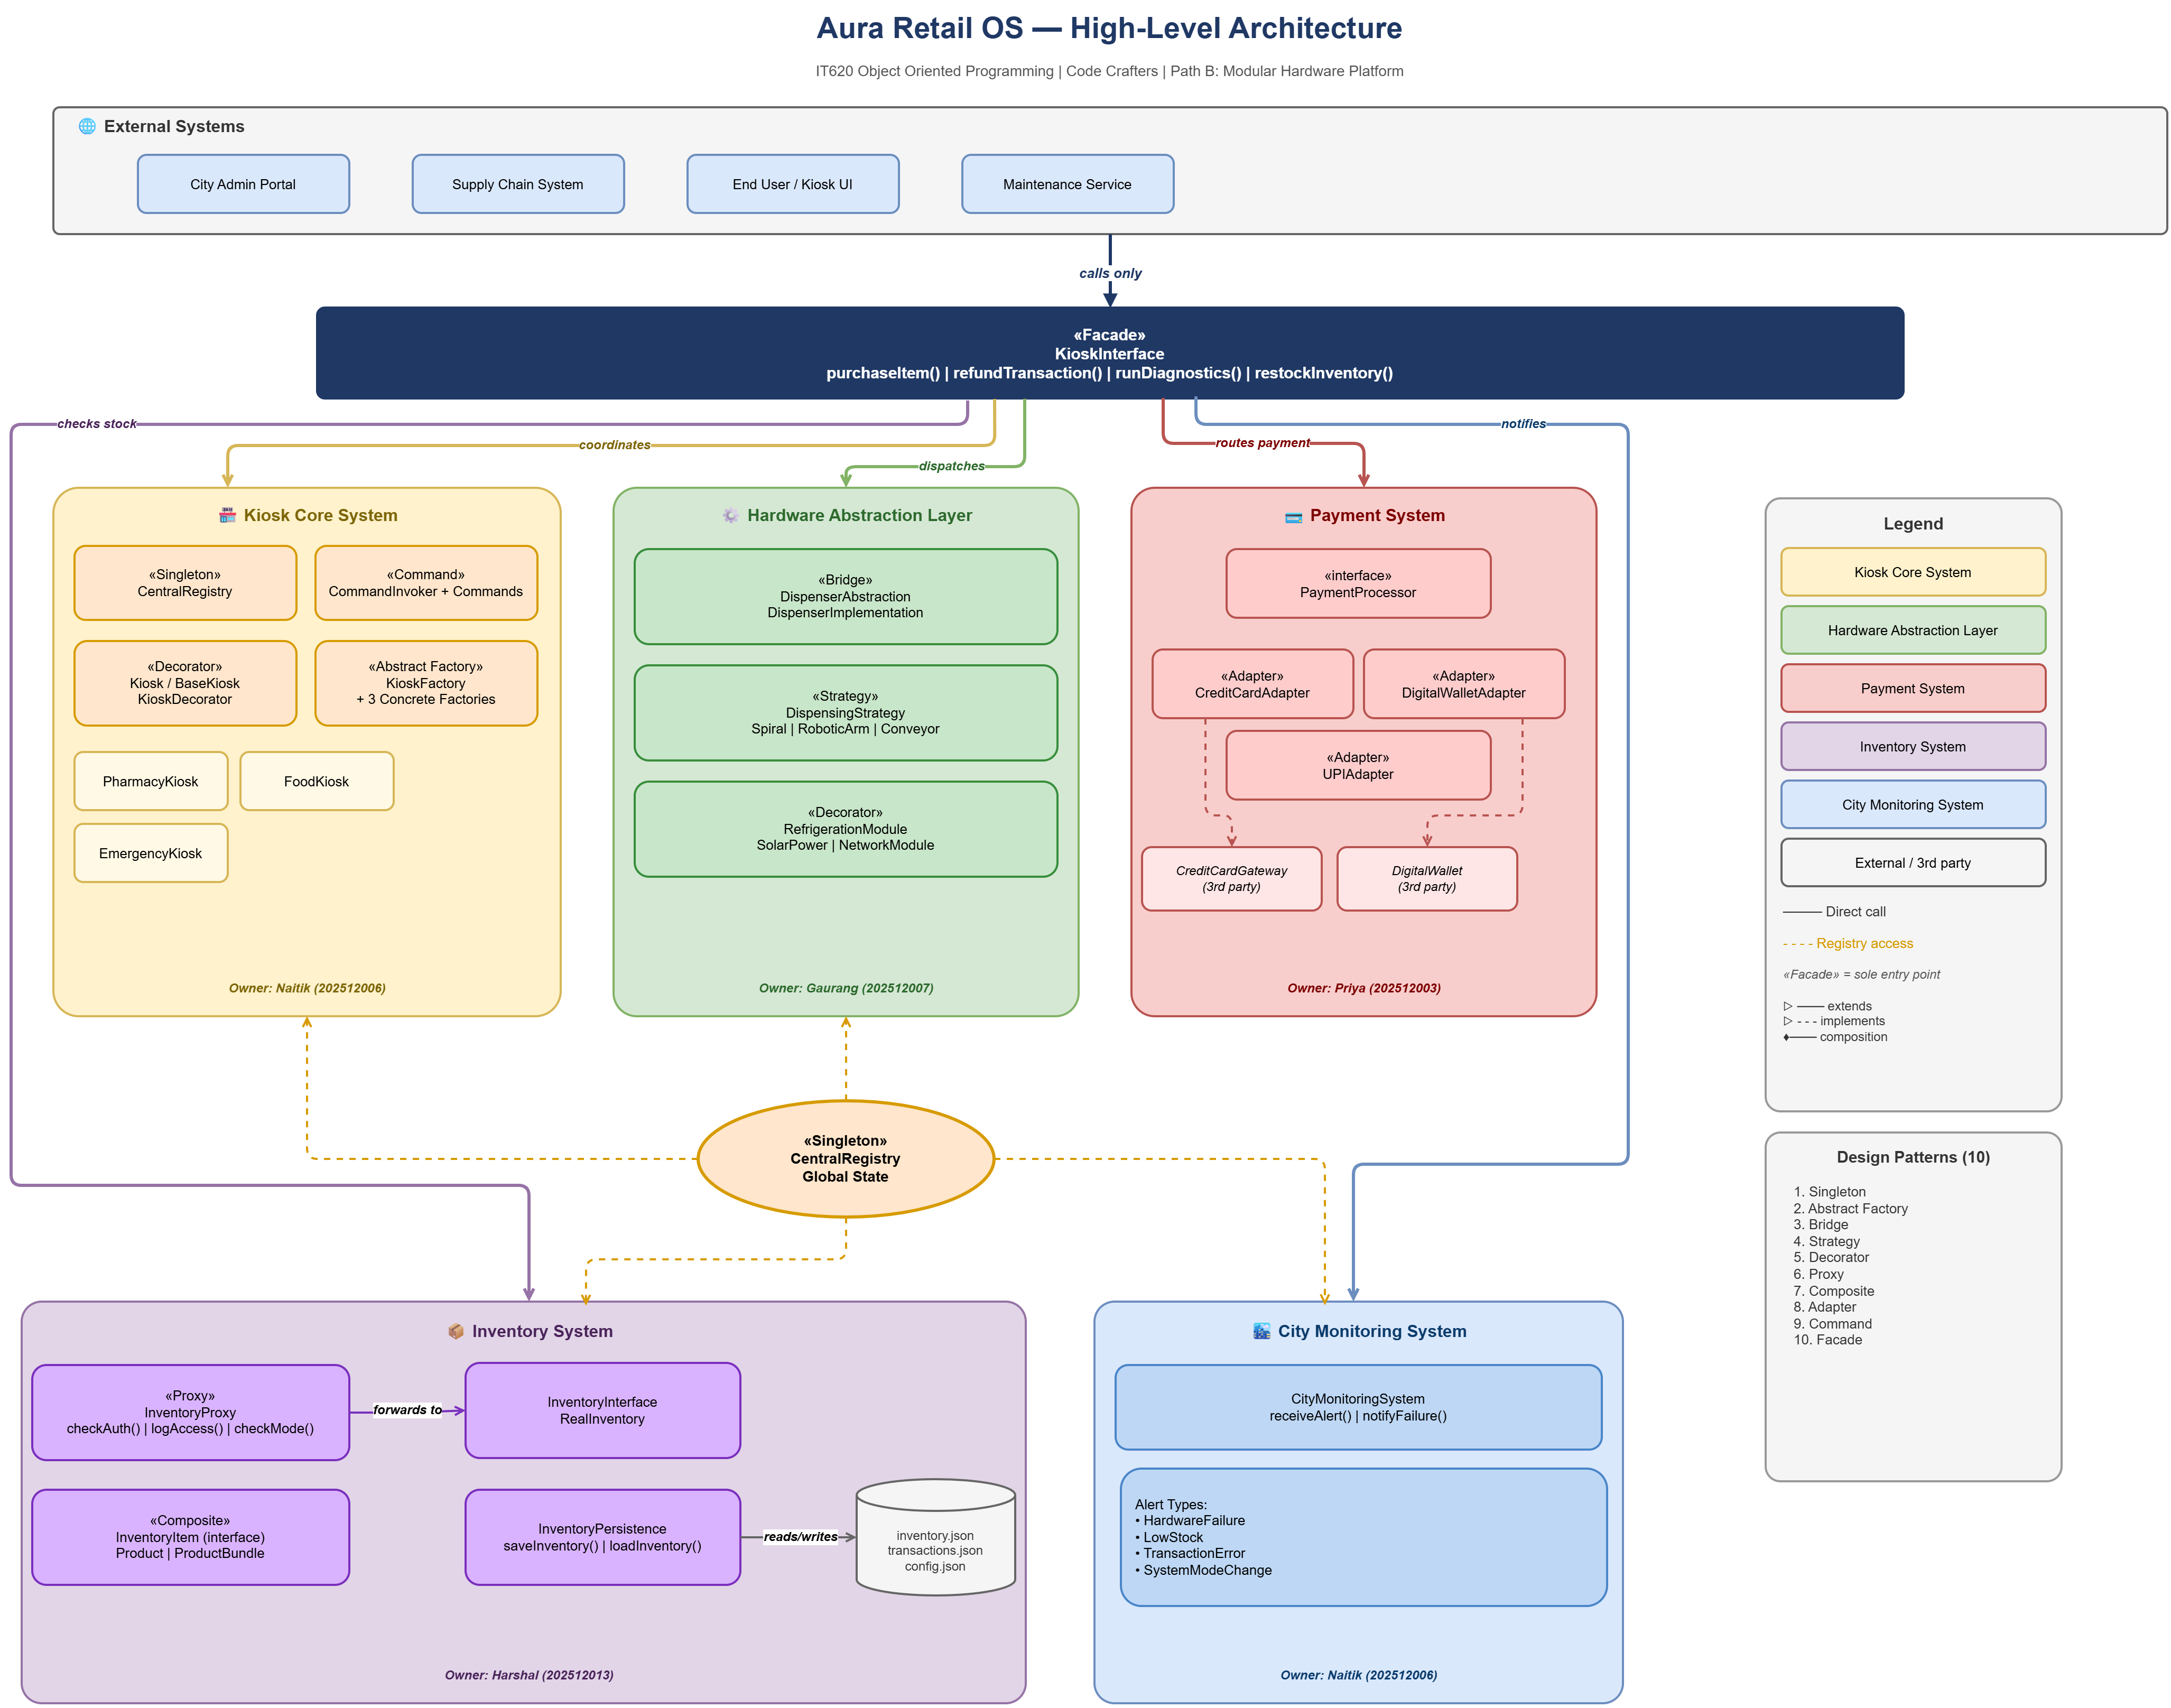 Aura Retail OS — High-Level Architecture
IT620 Object Oriented Programming | Code Crafters | Path B: Modular Hardware Platform
External Systems
City Admin Portal
Supply Chain System
End User / Kiosk UI
Maintenance Service
calls only
«Facade»
KioskInterface
purchaseItem() | refundTransaction() | runDiagnostics() | restockInventory()
checks stock
coordinates
dispatches
routes payment
notifies
Kiosk Core System
«Singleton»
CentralRegistry
«Command»
CommandInvoker + Commands
«Decorator»
Kiosk / BaseKiosk
KioskDecorator
«Abstract Factory»
KioskFactory
+ 3 Concrete Factories
PharmacyKiosk
FoodKiosk
EmergencyKiosk
Owner: Naitik (202512006)
Hardware Abstraction Layer
«Bridge»
DispenserAbstraction
DispenserImplementation
«Strategy»
DispensingStrategy
Spiral | RoboticArm | Conveyor
«Decorator»
RefrigerationModule
SolarPower | NetworkModule
Owner: Gaurang (202512007)
Payment System
«interface»
PaymentProcessor
«Adapter»
CreditCardAdapter
«Adapter»
DigitalWalletAdapter
«Adapter»
UPIAdapter
CreditCardGateway
(3rd party)
DigitalWallet
(3rd party)
Owner: Priya (202512003)
Legend
Kiosk Core System
Hardware Abstraction Layer
Payment System
Inventory System
City Monitoring System
External / 3rd party
——— Direct call
- - - - Registry access
«Facade» = sole entry point
▷ —— extends
▷ - - - implements
♦—— composition
«Singleton»
CentralRegistry
Global State
Design Patterns (10)
1. Singleton
2. Abstract Factory
3. Bridge
4. Strategy
5. Decorator
6. Proxy
7. Composite
8. Adapter
9. Command
10. Facade
Inventory System
«Proxy»
InventoryProxy
checkAuth() | logAccess() | checkMode()
forwards to
InventoryInterface
RealInventory
«Composite»
InventoryItem (interface)
Product | ProductBundle
InventoryPersistence
saveInventory() | loadInventory()
reads/writes
inventory.json
transactions.json
config.json
Owner: Harshal (202512013)
City Monitoring System
CityMonitoringSystem
receiveAlert() | notifyFailure()
Alert Types:
• HardwareFailure
• LowStock
• TransactionError
• SystemModeChange
Owner: Naitik (202512006)